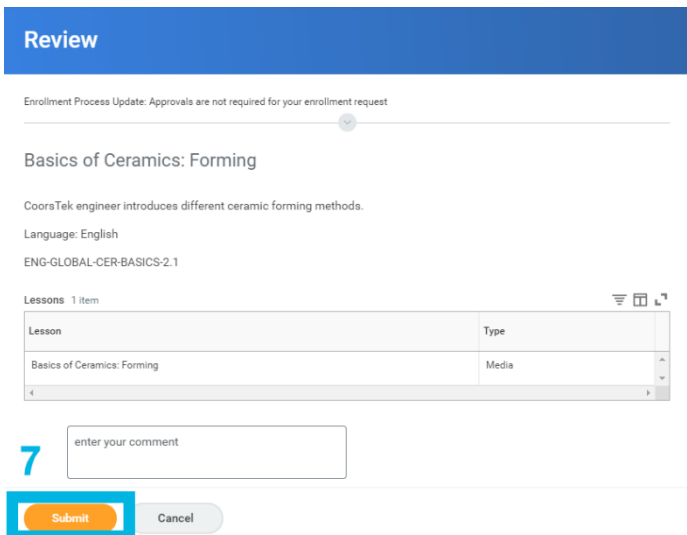 Review
Enrollment Process Update: Approvals are not required for your enrollment request
Basics of Ceramics: Forming
CoorsTek engineer introduces different ceramic forming methods.
Language: English
ENG-GLOBAL-CER-BASICS-2.1
Lessons 1 item
Lesson Type
Basics of Ceramics: Forming Media
7 enter your comment
Submit Cancel